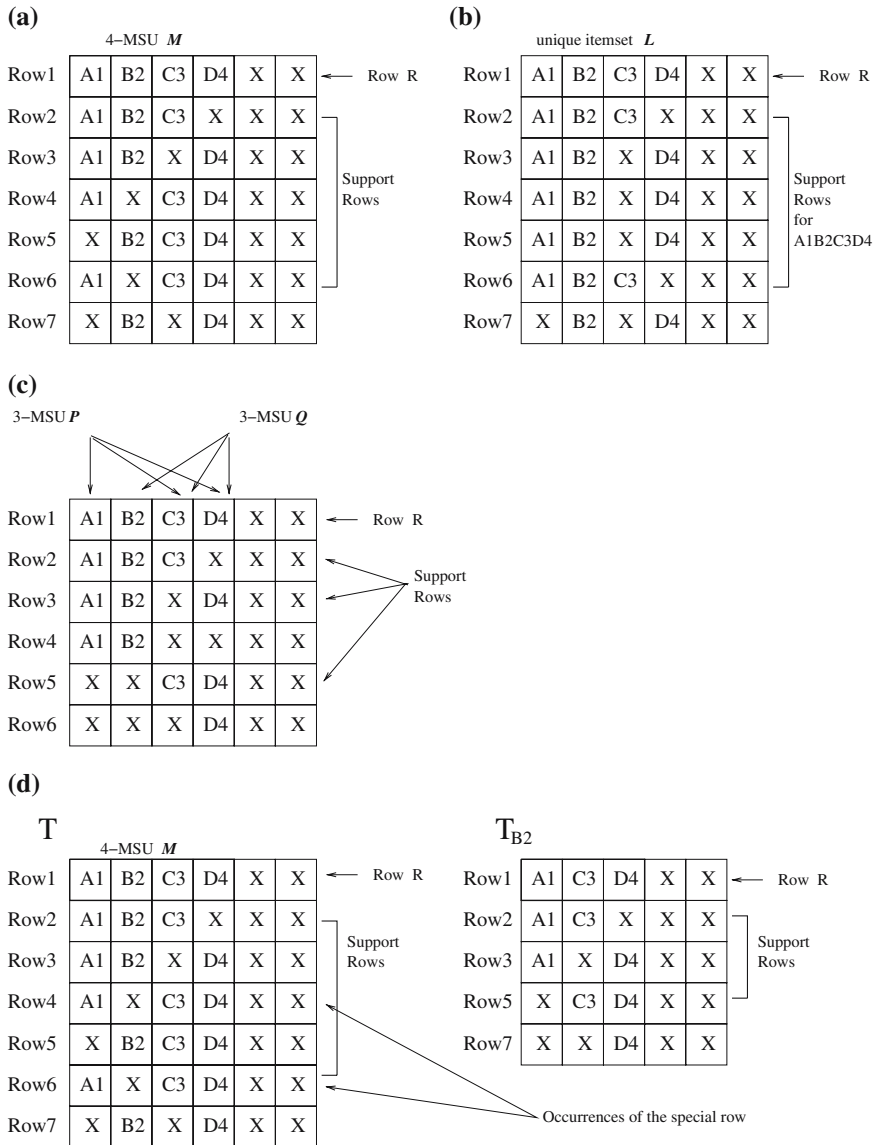 (a)
4−MSU M
Row1 A1 B2 C3 D4 X X Row R
Row2 A1 B2 C3 X X X
Row3 A1 B2 X D4 X X
Row4 A1 X C3 D4 X X
Row5 X B2 C3 D4 X X
Row6 A1 X C3 D4 X X
Row7 X B2 X D4 X X
Support
Rows
(b)
unique itemset L
Row1 A1 B2 C3 D4 X X Row R
Row2 A1 B2 C3 X X X
Row3 A1 B2 X D4 X X
Row4 A1 B2 X D4 X X
Row5 A1 B2 X D4 X X
Row6 A1 B2 C3 X X X
Row7 X B2 X D4 X X
Support
Rows
for
A1B2C3D4
(c)
3−MSU P 3−MSU Q
Row1 A1 B2 C3 D4 X X Row R
Row2 A1 B2 C3 X X X
Row3 A1 B2 X D4 X X
Row4 A1 B2 X X X X
Row5 X X C3 D4 X X
Row6 X X X D4 X X
Support
Rows
(d)
T
4−MSU M
Row1 A1 B2 C3 D4 X X Row R
Row2 A1 B2 C3 X X X
Row3 A1 B2 X D4 X X
Row4 A1 X C3 D4 X X
Row5 X B2 C3 D4 X X
Row6 A1 X C3 D4 X X
Row7 X B2 X D4 X X
Support
Rows
TB2
Row1 A1 C3 D4 X X Row R
Row2 A1 C3 X X X
Row3 A1 X D4 X X
Row5 X C3 D4 X X
Row7 X X D4 X X
Support
Rows
Occurrences of the special row